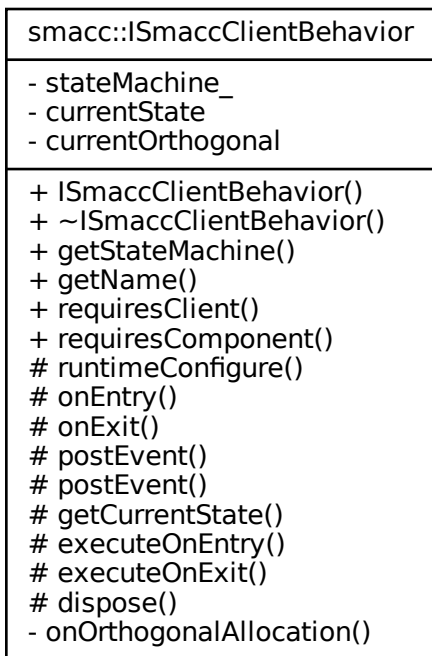 smacc::ISmaccClientBehavior
- stateMachine_
- currentState
- currentOrthogonal
+ ISmaccClientBehavior()
+ ~ISmaccClientBehavior()
+ getStateMachine()
+ getName()
+ requiresClient()
+ requiresComponent()
# runtimeConfigure()
# onEntry()
# onExit()
# postEvent()
# postEvent()
# getCurrentState()
# executeOnEntry()
# executeOnExit()
# dispose()
- onOrthogonalAllocation()